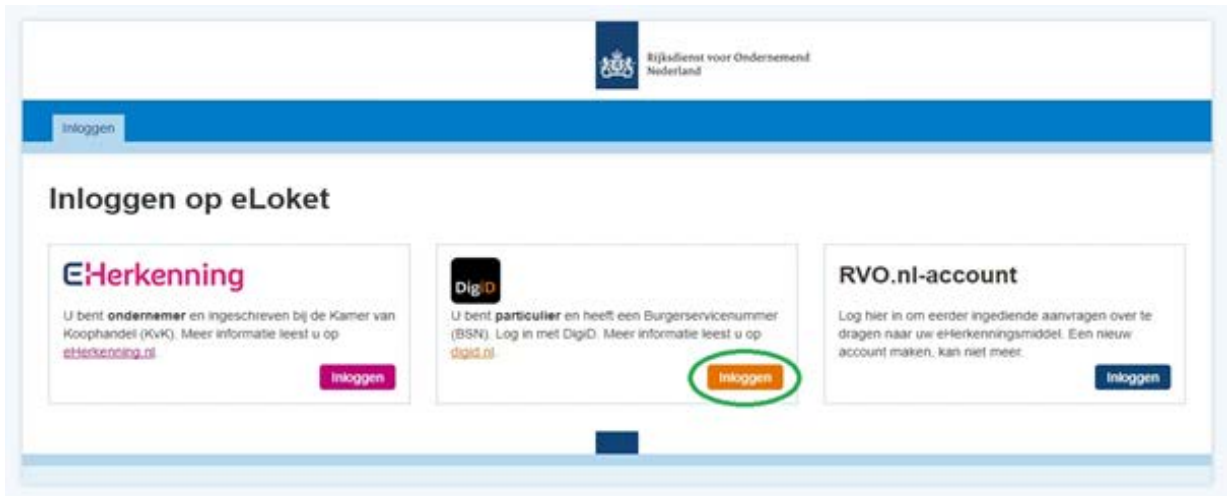 Rijksdienst voor Ondernemend
Nederland
Inloggen
Inloggen op eLoket
eHerkenning
U bent ondernemer en ingeschreven bij de Kamer van
Koophandel (KvK). Meer informatie leest u op
eHerkenning.nl.
Inloggen
DigiD
U bent particulier en heeft een Burgerservicenummer
(BSN). Log in met DigiD. Meer informatie leest u op
digid.nl.
Inloggen
RVO.nl-account
Log hier in om eerder ingediende aanvragen over te
dragen naar uw eHerkenningsmiddel. Een nieuw
account maken, kan niet meer.
Inloggen